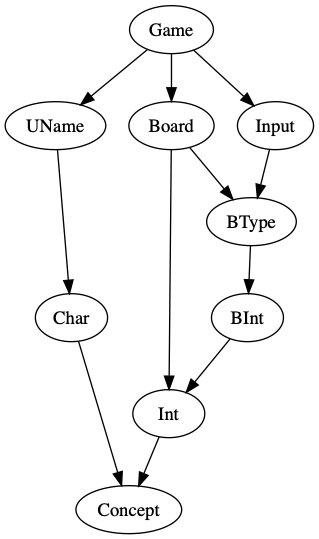 Game
UName
Board
Input
BType
Char
BInt
Int
Concept